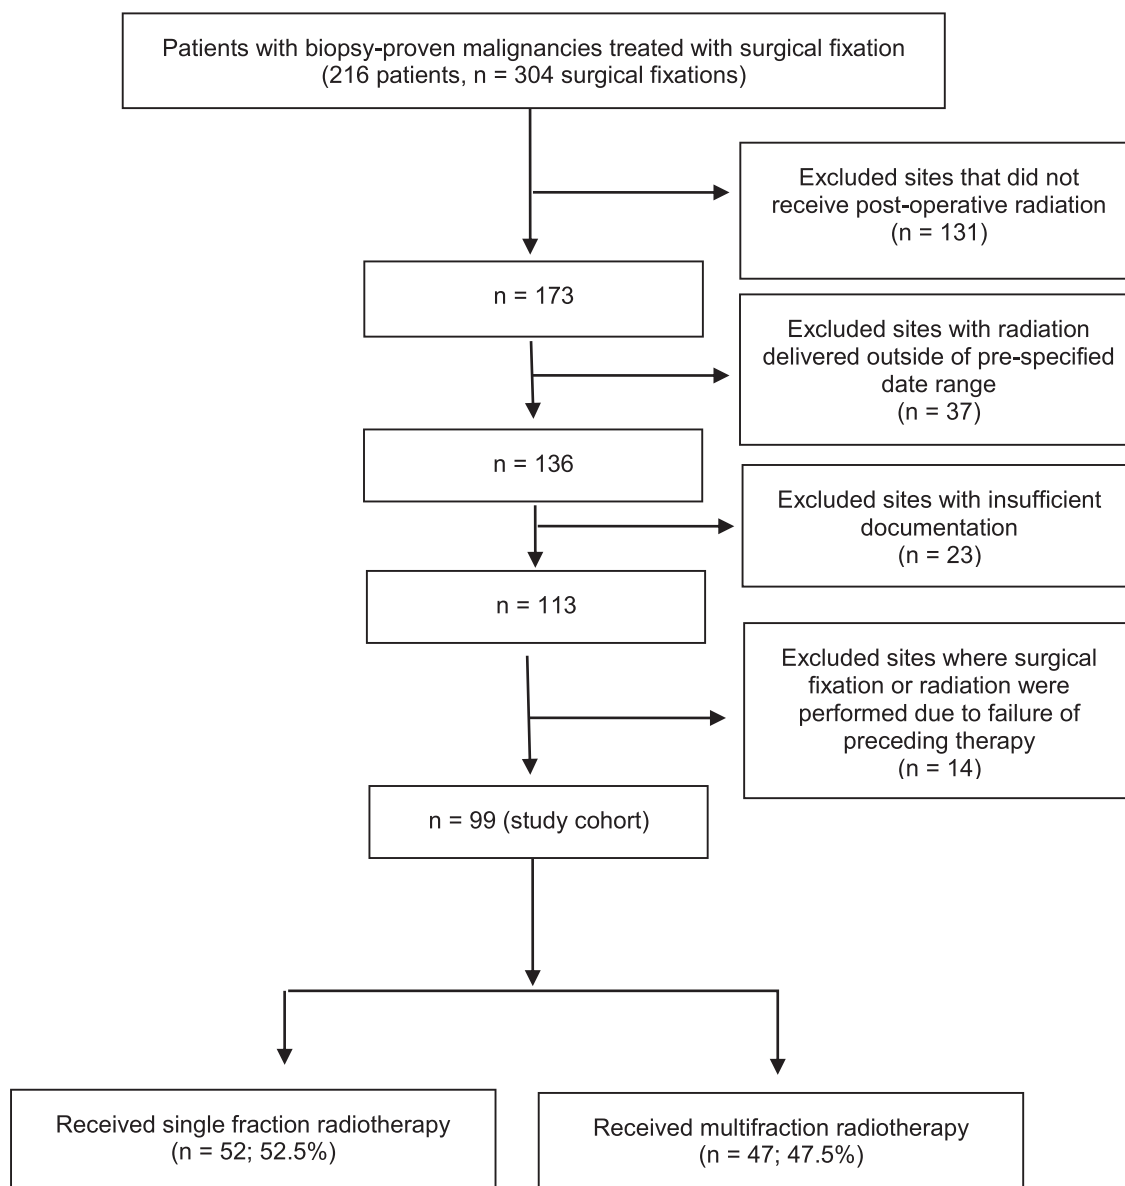 Patients with biopsy-proven malignancies treated with surgical fixation
(216 patients, n = 304 surgical fixations)
Excluded sites that did not
receive post-operative radiation
(n = 131)
n = 173
Excluded sites with radiation
delivered outside of pre-specified
date range
(n = 37)
n = 136
Excluded sites with insufficient
documentation
(n = 23)
n = 113
Excluded sites where surgical
fixation or radiation were
performed due to failure of
preceding therapy
(n = 14)
n = 99 (study cohort)
Received single fraction radiotherapy
(n = 52; 52.5%)
Received multifraction radiotherapy
(n = 47; 47.5%)